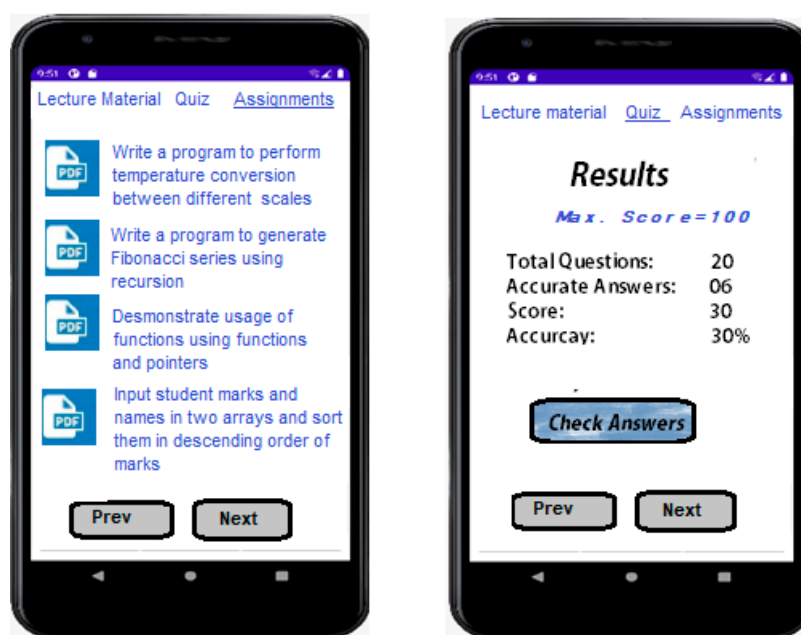 9:51
Lecture Material Quiz Assignments
PDF
Write a program to perform
temperature conversion
between different scales
PDF
Write a program to generate
Fibonacci series using
recursion
PDF
Desmonstrate usage of
functions using functions
and pointers
PDF
Input student marks and
names in two arrays and sort
them in descending order of
marks
Prev Next
9:51
Lecture material Quiz Assignments
Results
Max. Score=100
Total Questions: 20
Accurate Answers: 06
Score: 30
Accurcay: 30%
Check Answers
Prev Next